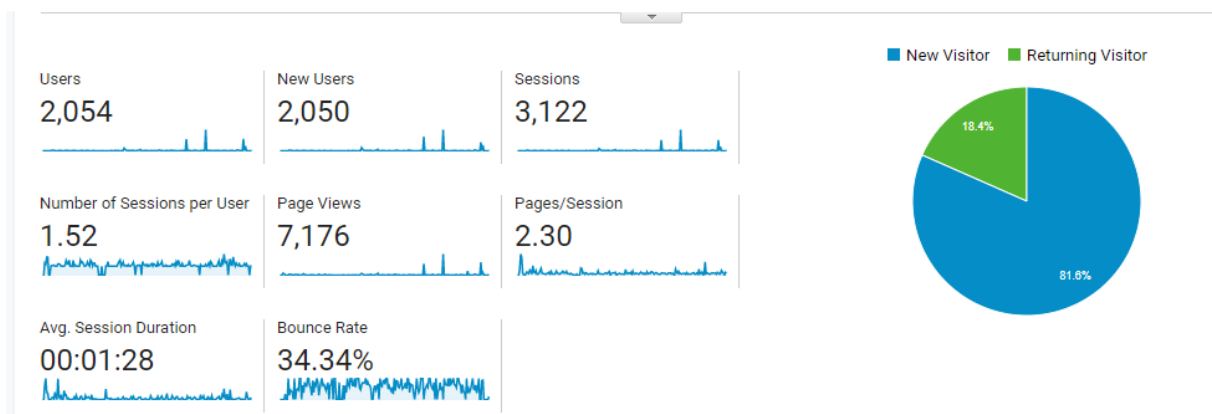 New Visitor Returning Visitor
Users New Users Sessions
2,054 2,050 3,122
18.4%
Number of Sessions per User Page Views Pages/Session
1.52 7,176 2.30
81.6%
Avg. Session Duration Bounce Rate
00:01:28 34.34%